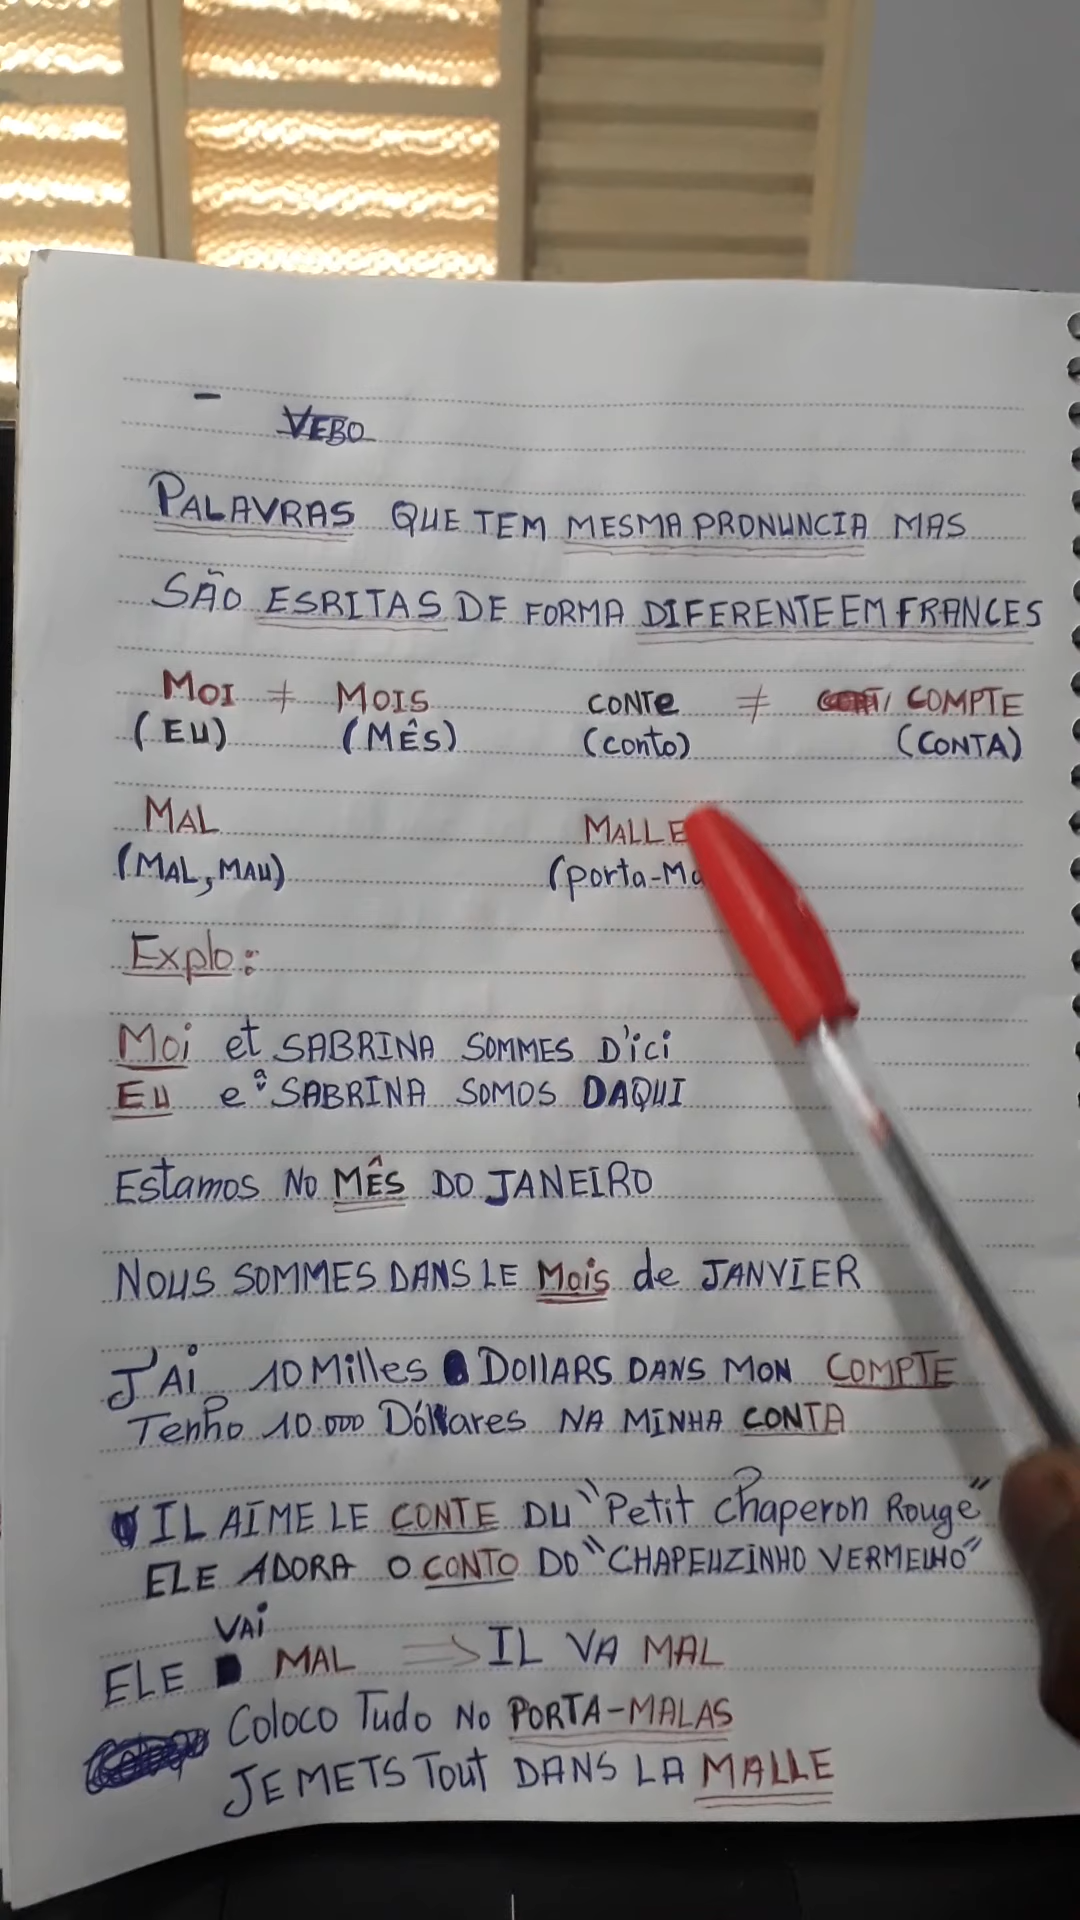 VEBO
PALAVRAS QUE TEM MESMA PRONUNCIA MAS
SÃO ESRITAS DE FORMA DIFERENTE EM FRANCES
MOI ≠ MOIS CONTE ≠ COMPTE
(EU) (MÊS) (CONTO) (CONTA)
MAL MALLE
(MAL, MAU) (porta-Ma
Explo:
Moi et SABRINA SOMMES D'ici
EU e a SABRINA SOMOS DAQUI
Estamos NO MÊS DO JANEIRO
NOUS SOMMES DANS LE Mois de JANVIER
J'Ai 10 Milles DOLLARS DANS MON COMPTE
Tenho 10.000 Dóllares NA MINHA CONTA
IL AIME LE CONTE DU "Petit Chaperon Rouge"
ELE ADORA O CONTO DO "CHAPEUZINHO VERMELHO"
VAi
ELE MAL ⇒ IL VA MAL
Coloco Tudo No PORTA-MALAS
JE METS Tout DANS LA MALLE